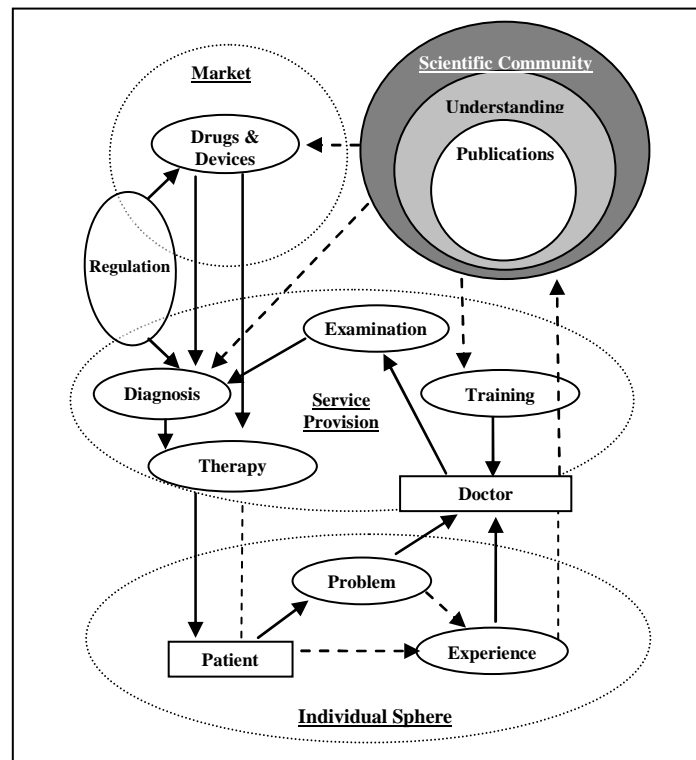 Scientific Community
Market
Understanding
Drugs &
Devices
Publications
Regulation
Examination
Diagnosis
Training
Service
Provision
Therapy
Doctor
Problem
Patient
Experience
Individual Sphere